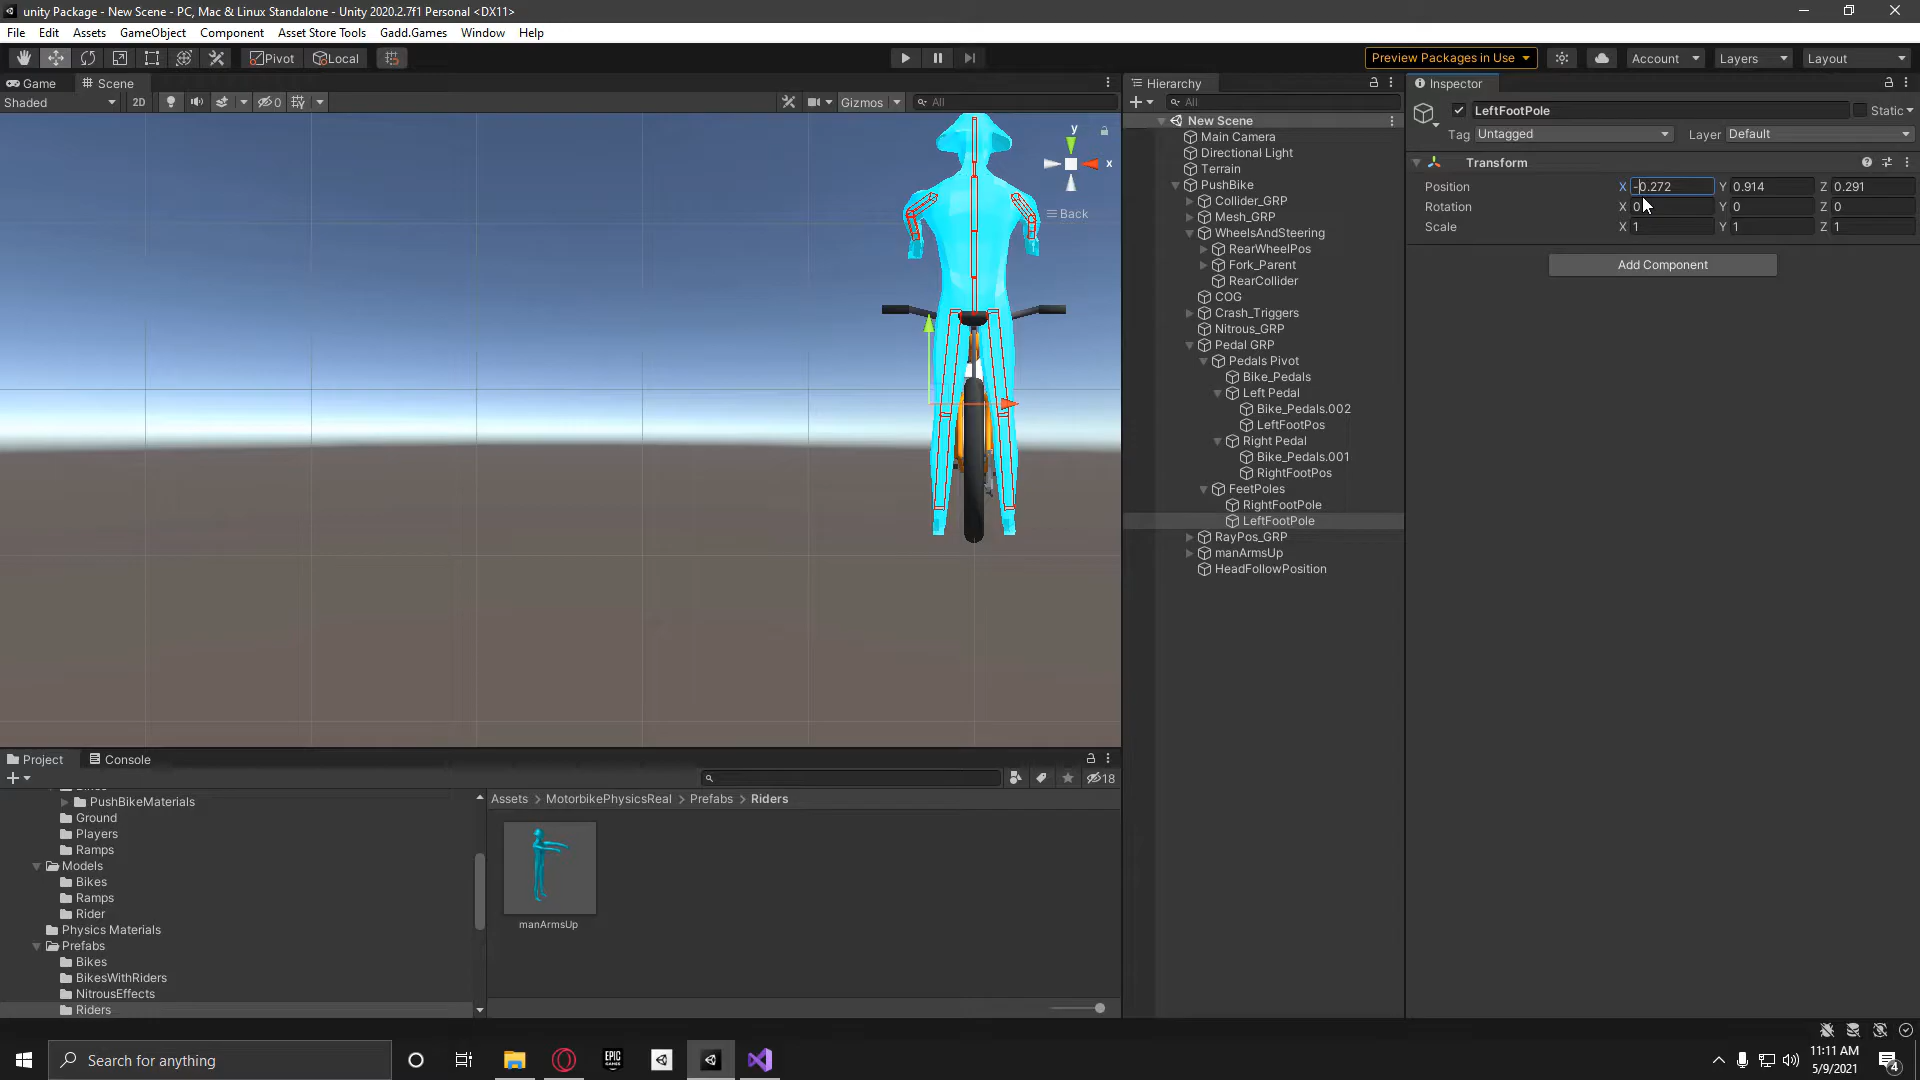 unity Package - New Scene - PC, Mac & Linux Standalone - Unity 2020.2.7f1 Personal <DX11>
File Edit Assets GameObject Component Asset Store Tools Gadd.Games Window Help
Pivot Local Preview Packages in Use Account Layers Layout
Game Scene
Shaded 2D 0 Gizmos All
y
x
Back
Hierarchy
All
New Scene
Main Camera
Directional Light
Terrain
PushBike
Collider_GRP
Mesh_GRP
WheelsAndSteering
RearWheelPos
Fork_Parent
RearCollider
COG
Crash_Triggers
Nitrous_GRP
Pedal GRP
Pedals Pivot
Bike_Pedals
Left Pedal
Bike_Pedals.002
LeftFootPos
Right Pedal
Bike_Pedals.001
RightFootPos
FeetPoles
RightFootPole
LeftFootPole
RayPos_GRP
manArmsUp
HeadFollowPosition
Inspector
LeftFootPole Static
Tag Untagged Layer Default
Transform
Position X -0.272 Y 0.914 Z 0.291
Rotation X 0 Y 0 Z 0
Scale X 1 Y 1 Z 1
Add Component
Project Console
18
PushBikeMaterials
Ground
Players
Ramps
Models
Bikes
Ramps
Rider
Physics Materials
Prefabs
Bikes
BikesWithRiders
NitrousEffects
Riders
Assets > MotorbikePhysicsReal > Prefabs > Riders
manArmsUp
Search for anything
EPIC GAMES
11:11 AM
5/9/2021
4